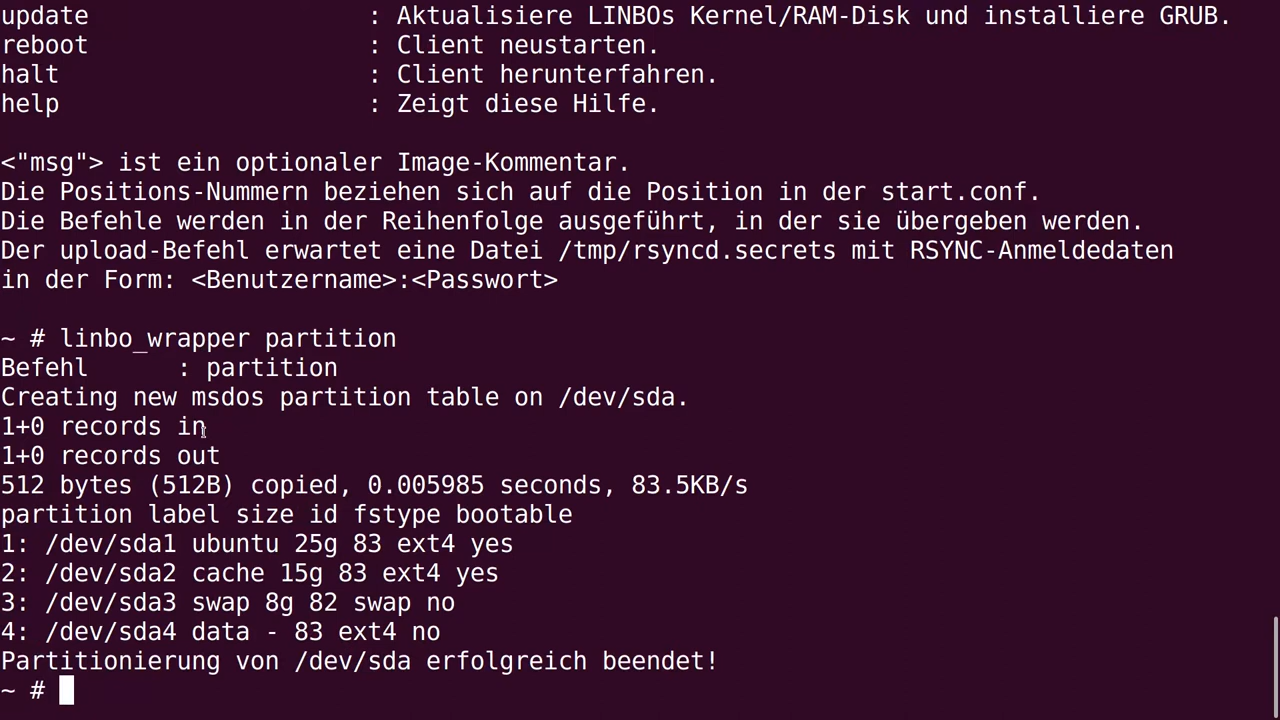 update                   : Aktualisiere LINBOs Kernel/RAM-Disk und installiere GRUB.
reboot                   : Client neustarten.
halt                     : Client herunterfahren.
help                     : Zeigt diese Hilfe.
<"msg"> ist ein optionaler Image-Kommentar.
Die Positions-Nummern beziehen sich auf die Position in der start.conf.
Die Befehle werden in der Reihenfolge ausgeführt, in der sie übergeben werden.
Der upload-Befehl erwartet eine Datei /tmp/rsyncd.secrets mit RSYNC-Anmeldedaten
in der Form: <Benutzername>:<Passwort>
~ # linbo_wrapper partition
Befehl      : partition
Creating new msdos partition table on /dev/sda.
1+0 records in
1+0 records out
512 bytes (512B) copied, 0.005985 seconds, 83.5KB/s
partition label size id fstype bootable
1: /dev/sda1 ubuntu 25g 83 ext4 yes
2: /dev/sda2 cache 15g 83 ext4 yes
3: /dev/sda3 swap 8g 82 swap no
4: /dev/sda4 data - 83 ext4 no
Partitionierung von /dev/sda erfolgreich beendet!
~ #